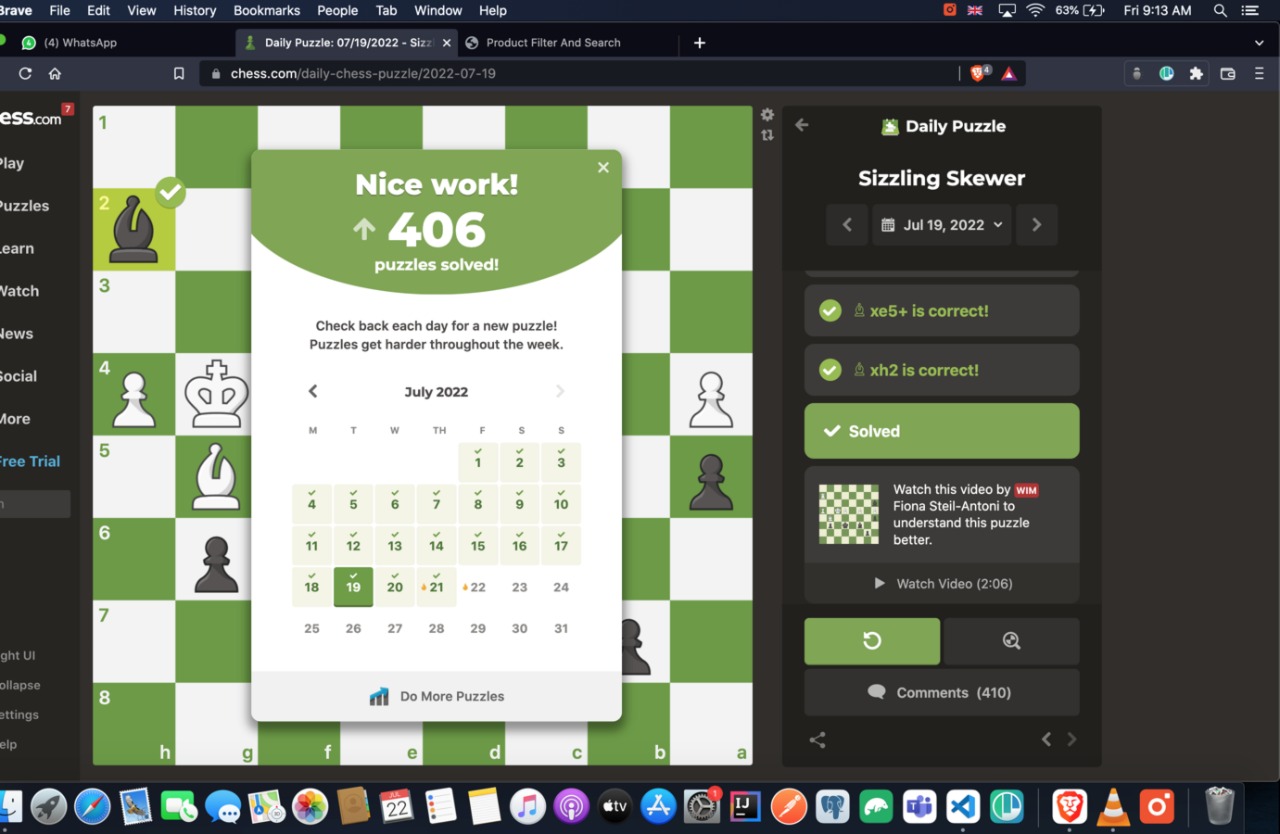 Brave File Edit View History Bookmarks People Tab Window Help
63% Fri 9:13 AM
(4) WhatsApp
Daily Puzzle: 07/19/2022 - Sizz
Product Filter And Search
chess.com/daily-chess-puzzle/2022-07-19
4
ess.com
7
Play
Puzzles
Learn
Watch
News
Social
More
Free Trial
ight UI
ollapse
ettings
elp
1
2
3
4
5
6
7
8
h g f e d c b a
Nice work!
406
puzzles solved!
Check back each day for a new puzzle!
Puzzles get harder throughout the week.
July 2022
M T W TH F S S
1 2 3
4 5 6 7 8 9 10
11 12 13 14 15 16 17
18 19 20 21 22 23 24
25 26 27 28 29 30 31
Do More Puzzles
Daily Puzzle
Sizzling Skewer
Jul 19, 2022
xe5+ is correct!
xh2 is correct!
Solved
Watch this video by WIM
Fiona Steil-Antoni to
understand this puzzle
better.
Watch Video (2:06)
Comments (410)
JUL
22
tv
1
IJ